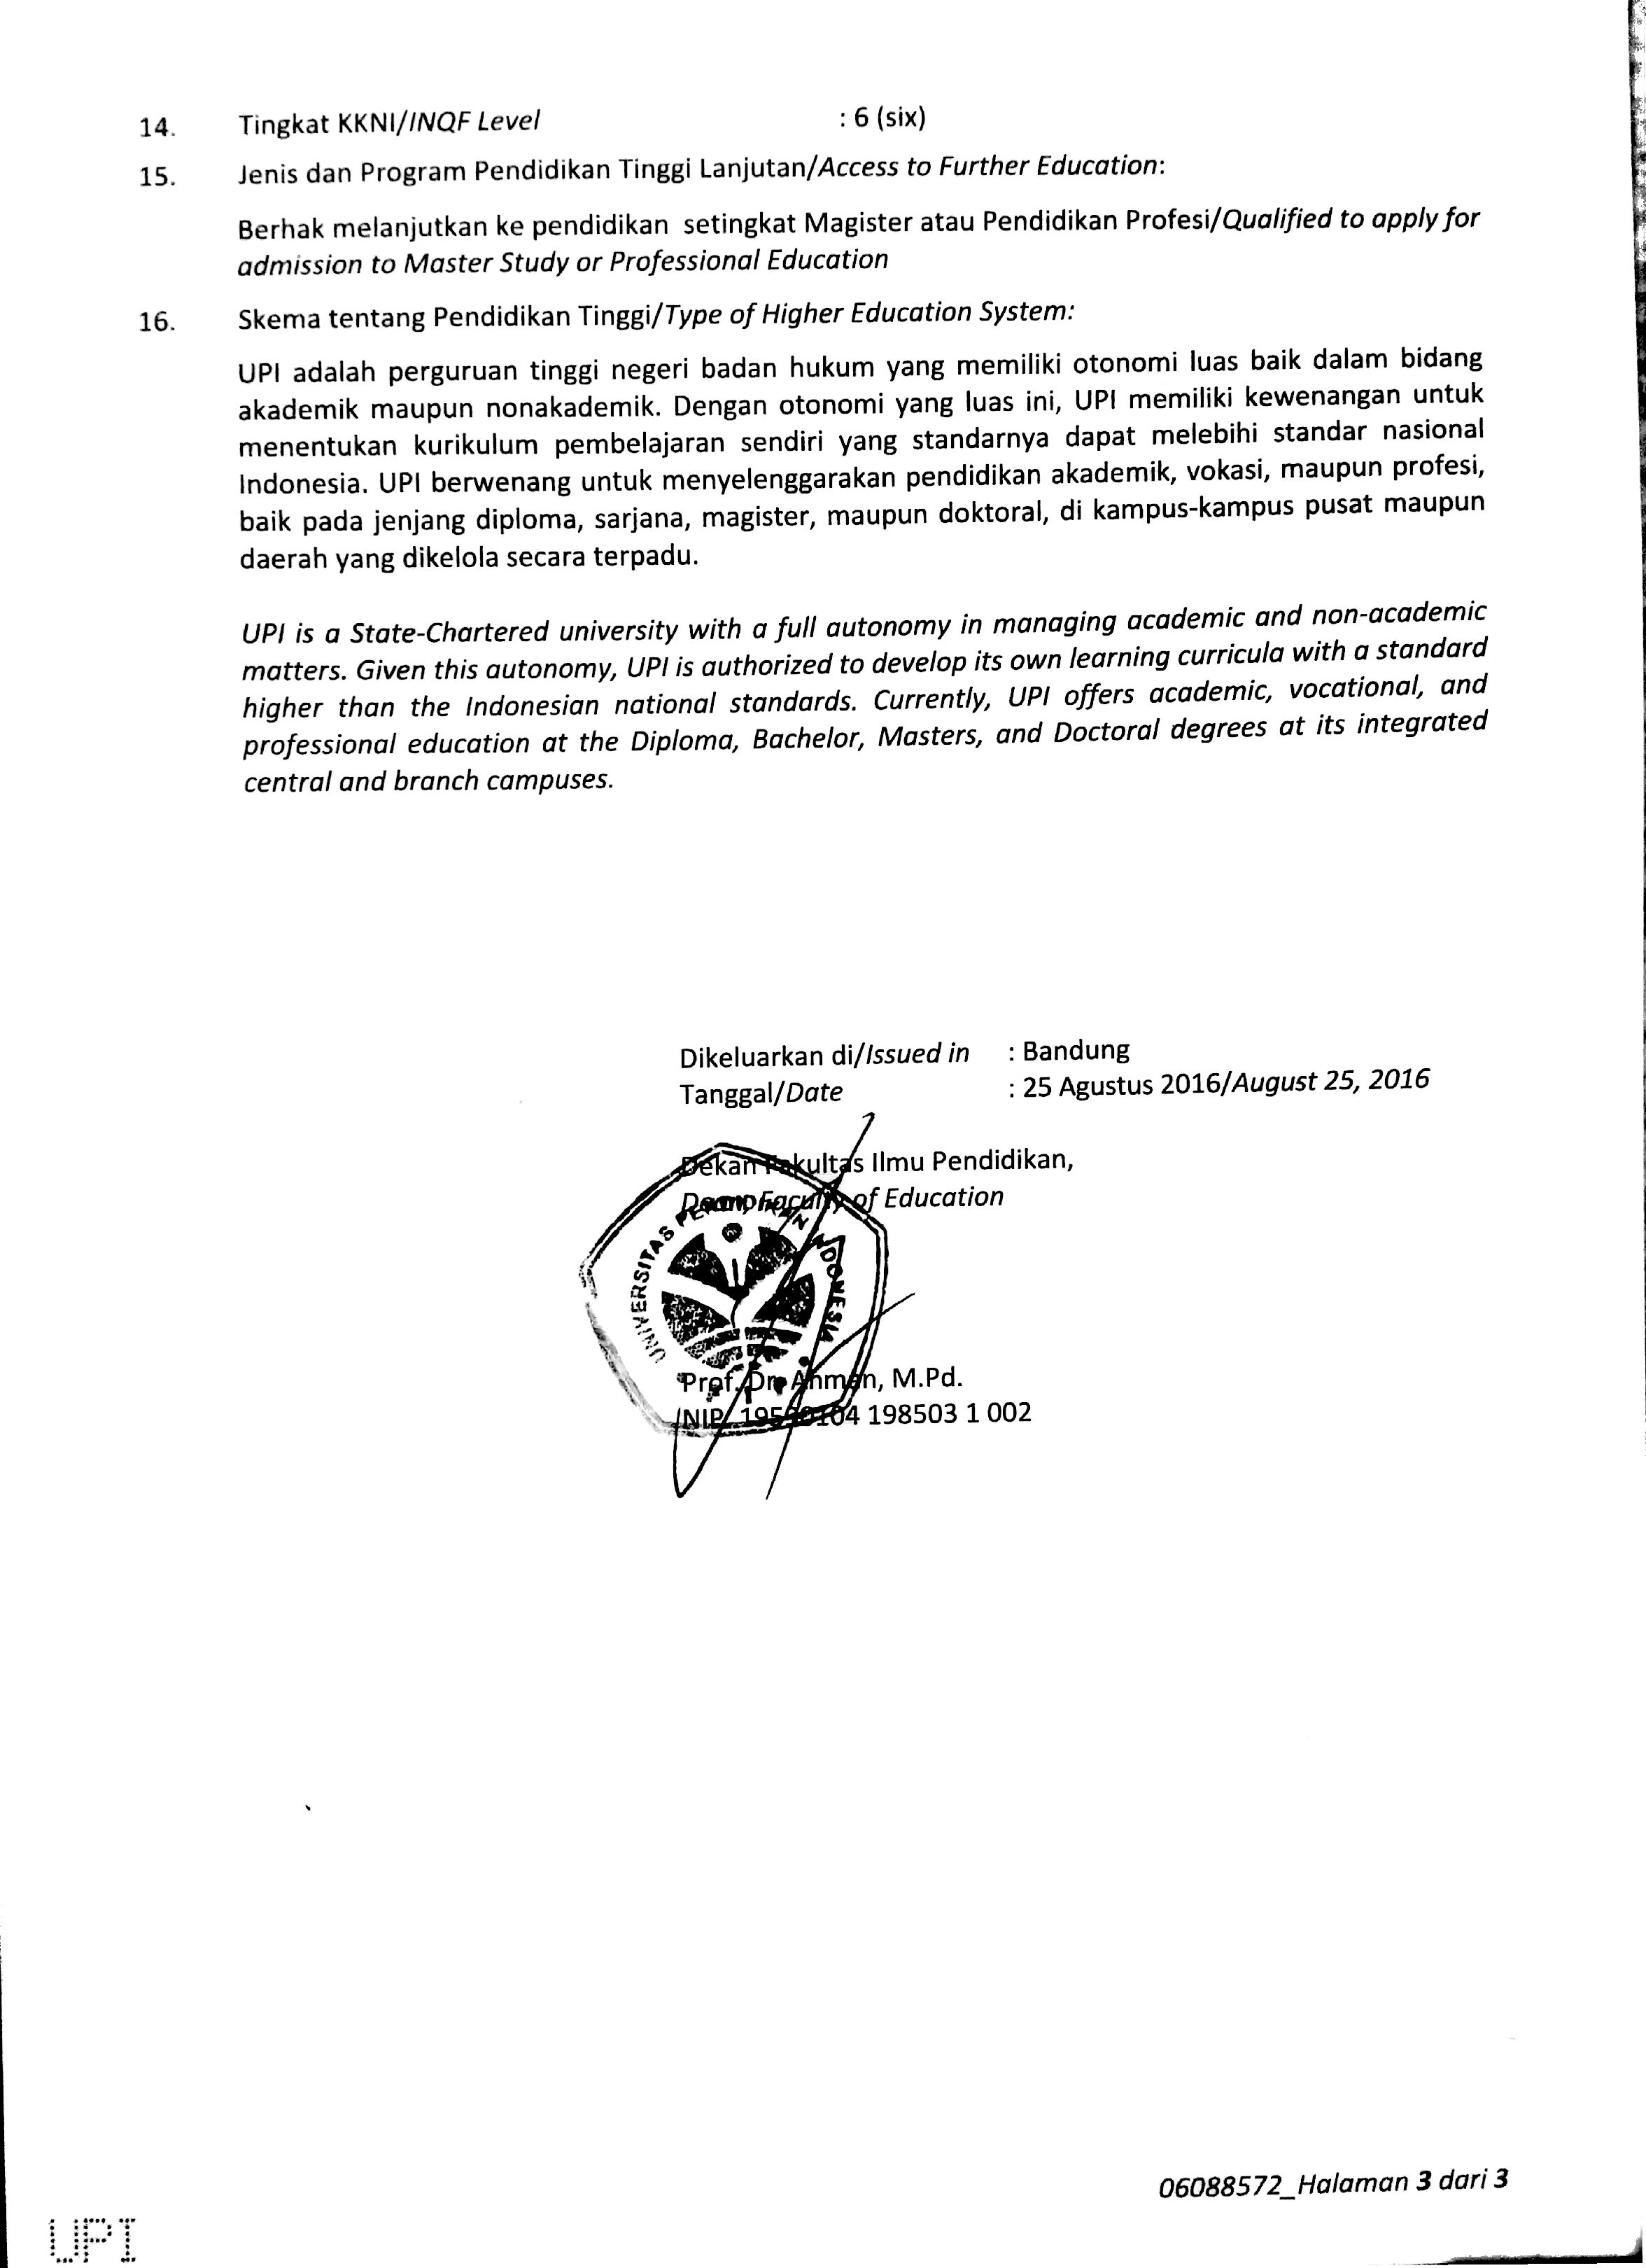 14. Tingkat KKNI/INQF Level : 6 (six)
15. Jenis dan Program Pendidikan Tinggi Lanjutan/Access to Further Education:
Berhak melanjutkan ke pendidikan setingkat Magister atau Pendidikan Profesi/Qualified to apply for
admission to Master Study or Professional Education
16. Skema tentang Pendidikan Tinggi/Type of Higher Education System:
UPI adalah perguruan tinggi negeri badan hukum yang memiliki otonomi luas baik dalam bidang
akademik maupun nonakademik. Dengan otonomi yang luas ini, UPI memiliki kewenangan untuk
menentukan kurikulum pembelajaran sendiri yang standarnya dapat melebihi standar nasional
Indonesia. UPI berwenang untuk menyelenggarakan pendidikan akademik, vokasi, maupun profesi,
baik pada jenjang diploma, sarjana, magister, maupun doktoral, di kampus-kampus pusat maupun
daerah yang dikelola secara terpadu.
UPI is a State-Chartered university with a full autonomy in managing academic and non-academic
matters. Given this autonomy, UPI is authorized to develop its own learning curricula with a standard
higher than the Indonesian national standards. Currently, UPI offers academic, vocational, and
professional education at the Diploma, Bachelor, Masters, and Doctoral degrees at its integrated
central and branch campuses.
Dikeluarkan di/Issued in : Bandung
Tanggal/Date : 25 Agustus 2016/August 25, 2016
Dekan Fakultas Ilmu Pendidikan,
Faculty of Education
UNIVERSITAS PENDIDIKAN INDONESIA
Prof. Dr. Ahman, M.Pd.
NIP. 198503 1 002
06088572_Halaman 3 dari 3
UPI